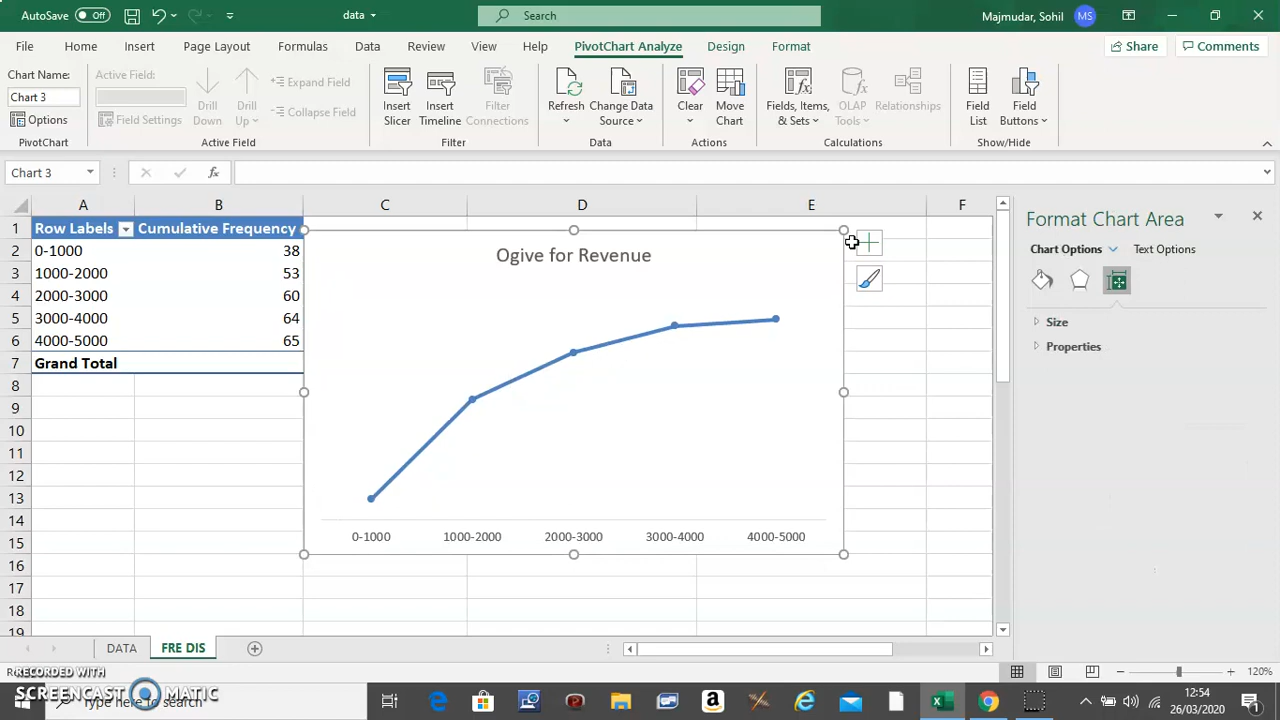 AutoSave Off data Search Majmudar, Sohil MS
File Home Insert Page Layout Formulas Data Review View Help PivotChart Analyze Design Format Share Comments
Chart Name: Active Field:
Chart 3
Options
PivotChart
Drill Down
Drill Up
Expand Field
Collapse Field
Field Settings
Active Field
Insert Slicer
Insert Timeline
Filter Connections
Filter
Refresh
Change Data Source
Data
Clear
Move Chart
Actions
Fields, Items, & Sets
OLAP Tools
Relationships
Calculations
Field List
Field Buttons
Show/Hide
Chart 3 fx
A B C D E F
1 Row Labels Cumulative Frequency
2 0-1000 38
3 1000-2000 53
4 2000-3000 60
5 3000-4000 64
6 4000-5000 65
7 Grand Total
8
9
10
11
12
13
14
15
16
17
18
19
Ogive for Revenue
0-1000 1000-2000 2000-3000 3000-4000 4000-5000
Format Chart Area
Chart Options Text Options
Size
Properties
DATA FRE DIS
120%
RECORDED WITH
SCREENCAST MATIC
Type here to search
12:54
26/03/2020
1